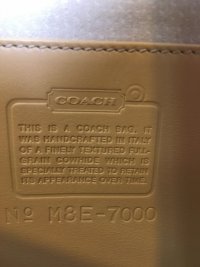 COACH
THIS IS A COACH BAG. IT
WAS HANDCRAFTED IN ITALY
OF A FINELY TEXTURED FULL-
GRAIN COWHIDE WHICH IS
SPECIALLY TREATED TO RETAIN
ITS APPEARANCE OVER TIME.
Nº M8E-7000